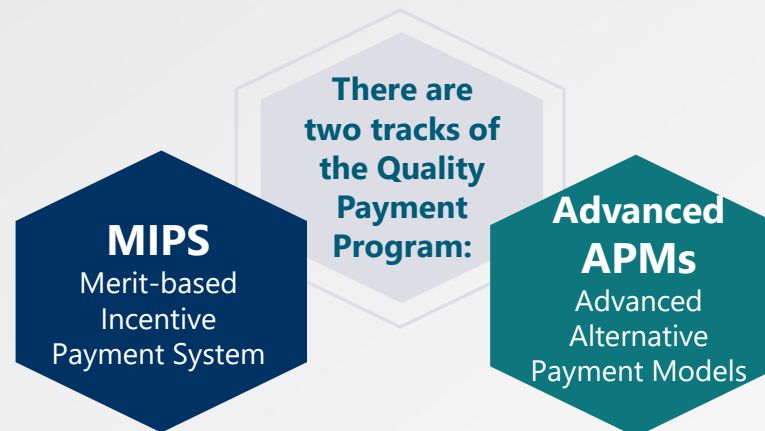 There are
two tracks of
the Quality
Payment
Program:
MIPS
Merit-based
Incentive
Payment System
Advanced
APMs
Advanced
Alternative
Payment Models